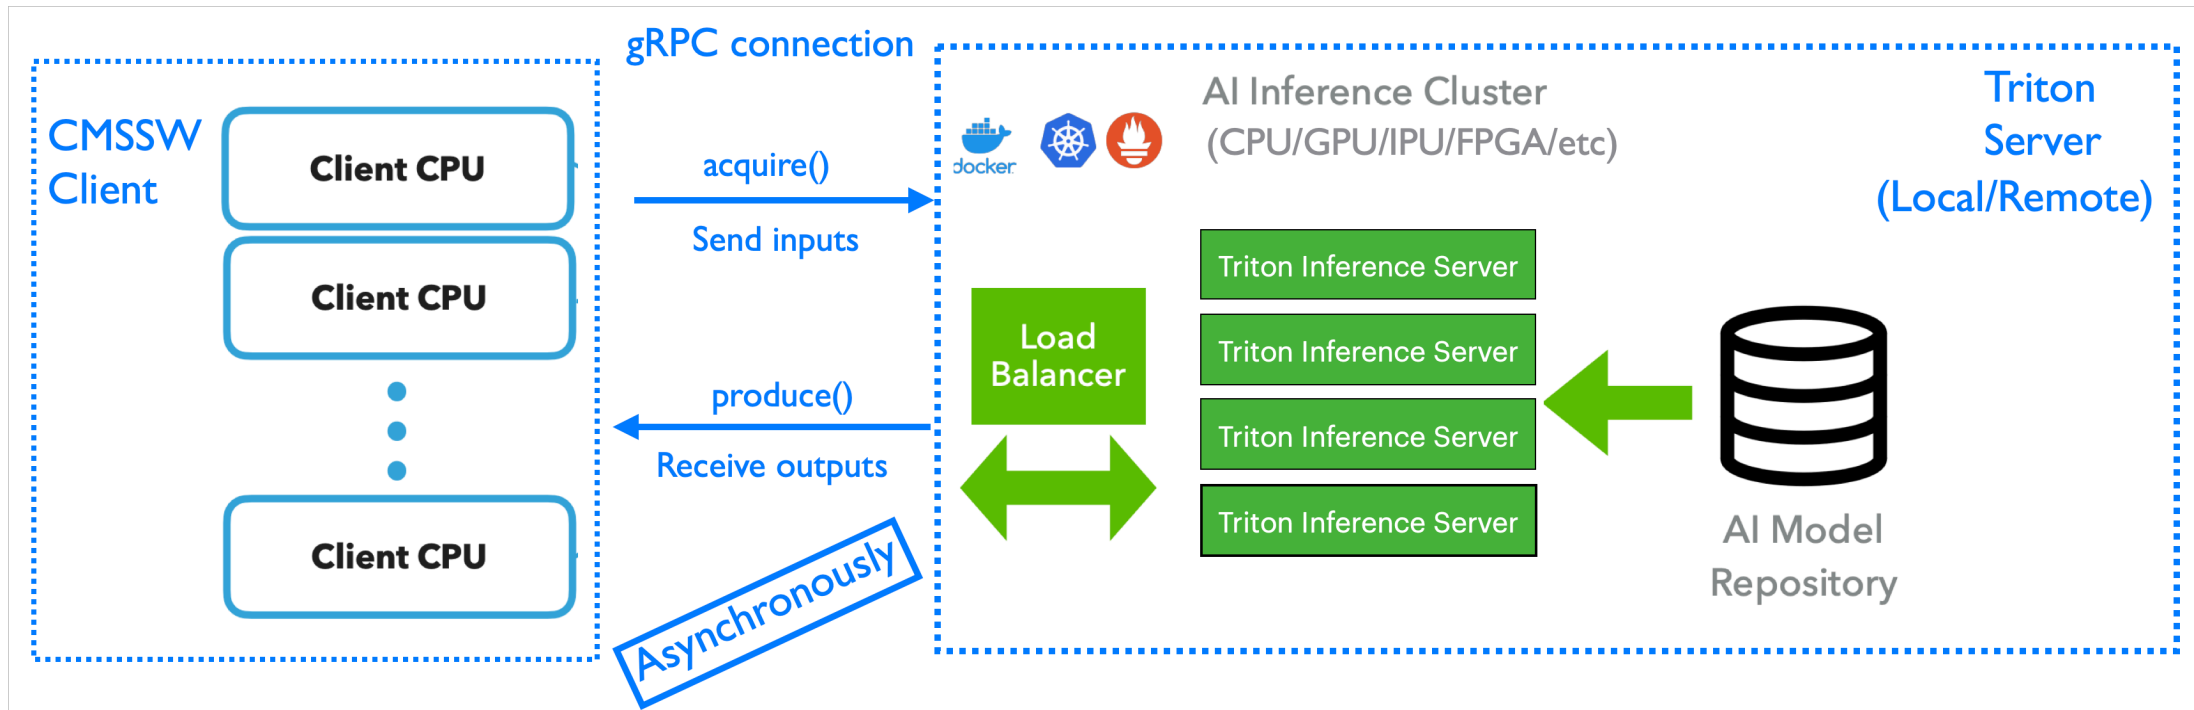 gRPC connection
CMSSW
Client
Client CPU
Client CPU
Client CPU
acquire()
Send inputs
produce()
Receive outputs
Asynchronously
docker
AI Inference Cluster
(CPU/GPU/IPU/FPGA/etc)
Triton
Server
(Local/Remote)
Load
Balancer
Triton Inference Server
Triton Inference Server
Triton Inference Server
Triton Inference Server
AI Model
Repository